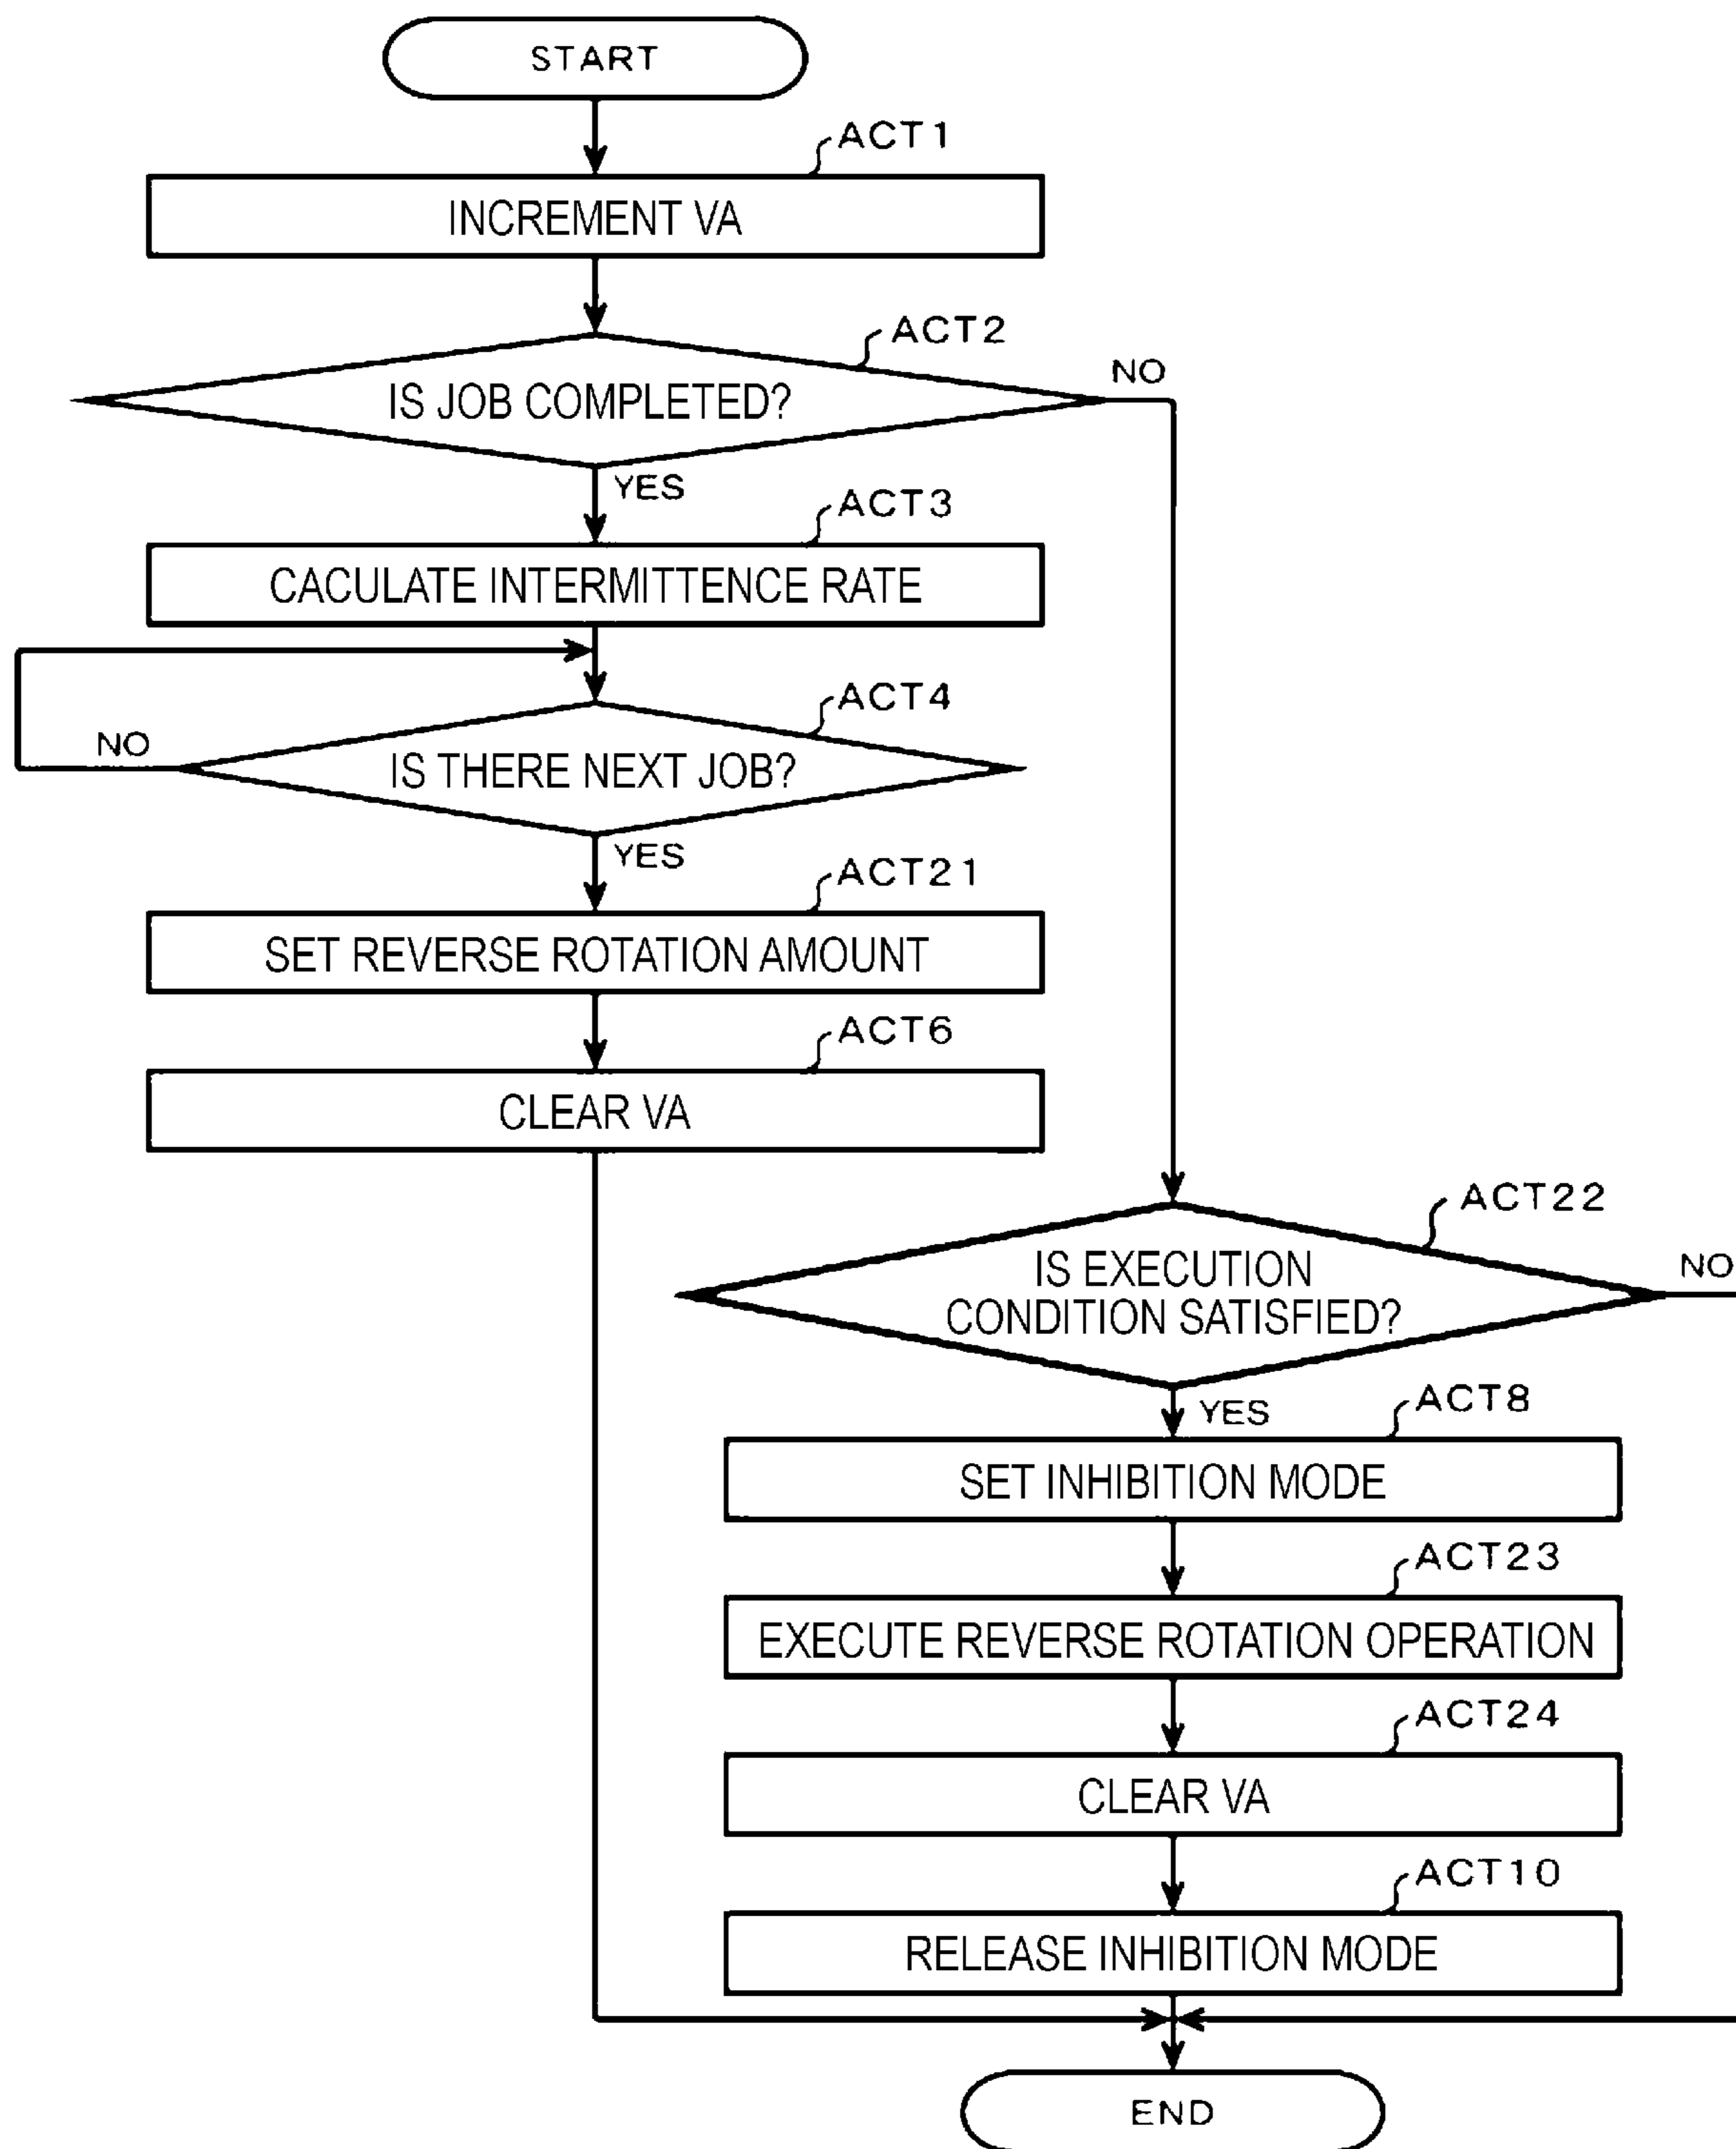 START
ACT1
INCREMENT VA
ACT2
IS JOB COMPLETED?
NO
YES
ACT3
CACULATE INTERMITTENCE RATE
ACT4
IS THERE NEXT JOB?
NO
YES
ACT21
SET REVERSE ROTATION AMOUNT
ACT6
CLEAR VA
ACT22
IS EXECUTION
CONDITION SATISFIED?
NO
YES
ACT8
SET INHIBITION MODE
ACT23
EXECUTE REVERSE ROTATION OPERATION
ACT24
CLEAR VA
ACT10
RELEASE INHIBITION MODE
END